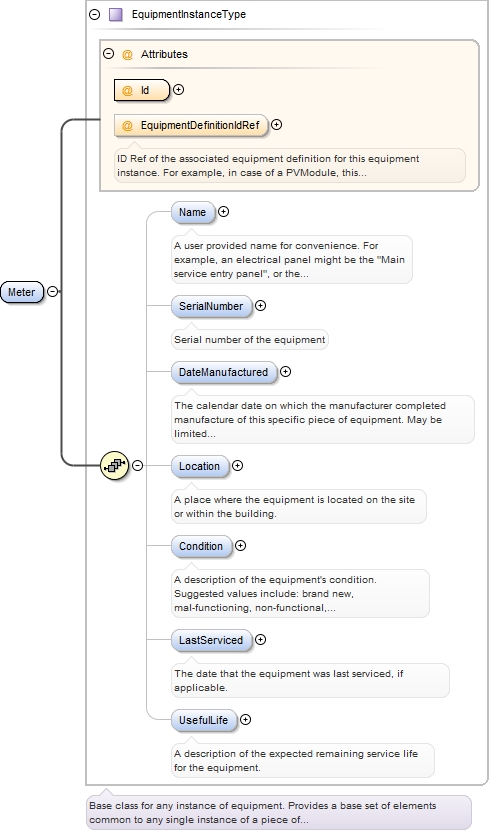 EquipmentInstanceType
@ Attributes
@ Id
@ EquipmentDefinitionIdRef
ID Ref of the associated equipment definition for this equipment
instance. For example, in case of a PVModule, this...
Name
A user provided name for convenience. For
example, an electrical panel might be the "Main
service entry panel", or the...
Meter
SerialNumber
Serial number of the equipment
DateManufactured
The calendar date on which the manufacturer completed
manufacture of this specific piece of equipment. May be
limited...
Location
A place where the equipment is located on the site
or within the building.
Condition
A description of the equipment's condition.
Suggested values include: brand new,
mal-functioning, non-functional,...
LastServiced
The date that the equipment was last serviced, if
applicable.
UsefulLife
A description of the expected remaining service life
for the equipment.
Base class for any instance of equipment. Provides a base set of elements
common to any single instance of a piece of...